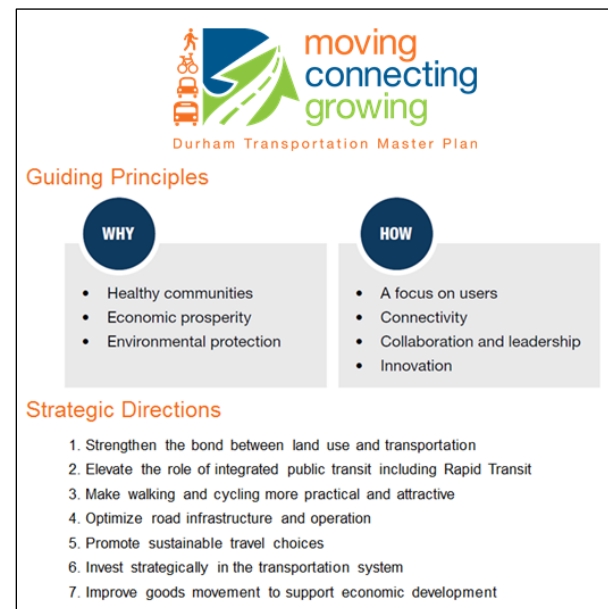 moving
connecting
growing
Durham Transportation Master Plan
Guiding Principles
WHY
• Healthy communities
• Economic prosperity
• Environmental protection
HOW
• A focus on users
• Connectivity
• Collaboration and leadership
• Innovation
Strategic Directions
1. Strengthen the bond between land use and transportation
2. Elevate the role of integrated public transit including Rapid Transit
3. Make walking and cycling more practical and attractive
4. Optimize road infrastructure and operation
5. Promote sustainable travel choices
6. Invest strategically in the transportation system
7. Improve goods movement to support economic development